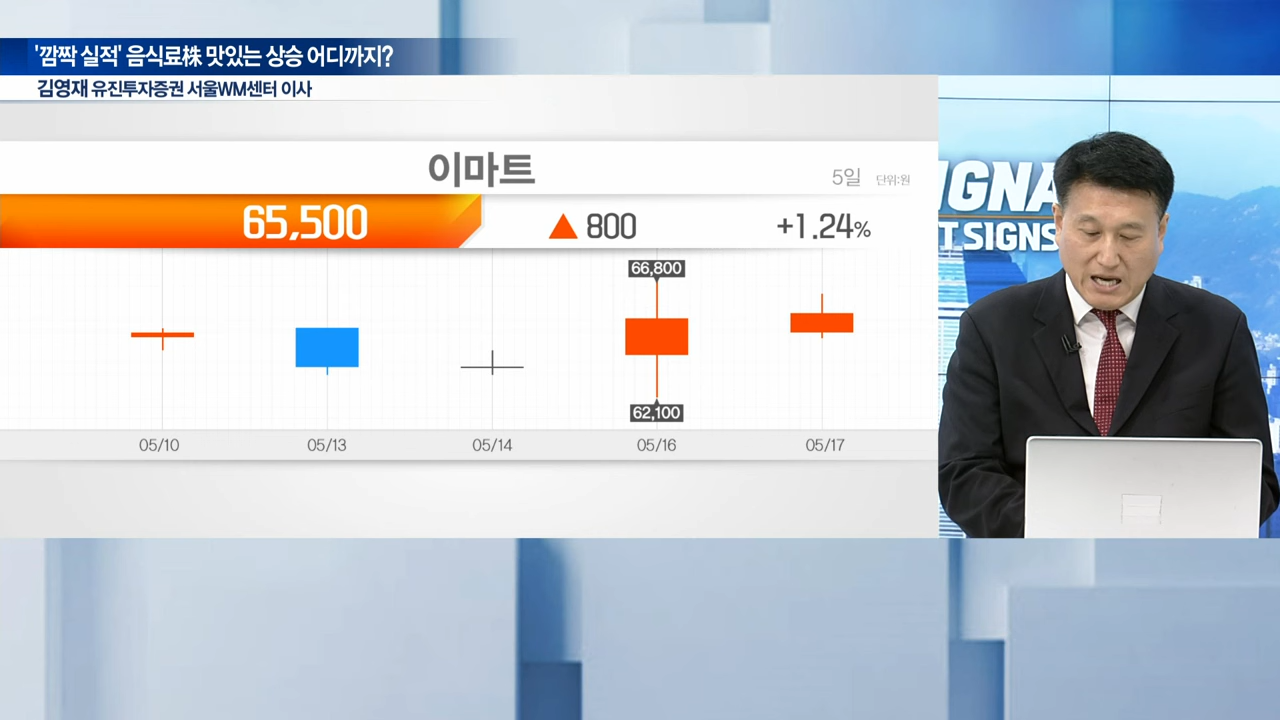 '깜짝 실적' 음식료株 맛있는 상승 어디까지?
김영재 유진투자증권 서울WM센터 이사
이마트
5일 단위:원
65,500 ▲ 800 +1.24%
66,800
62,100
05/10 05/13 05/14 05/16 05/17
IGNA
T SIGNS